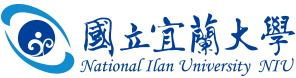 國立宜蘭大學
National Ilan University NIU